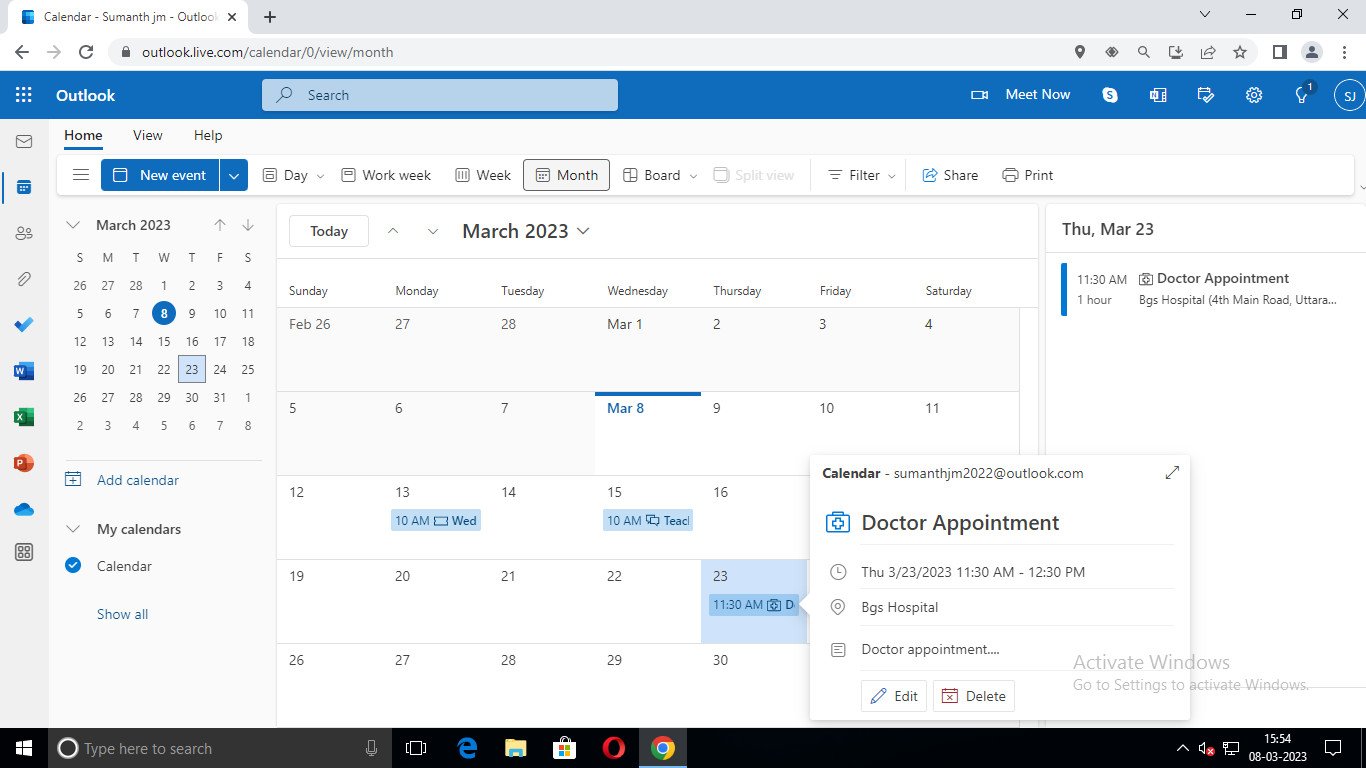 Calendar - Sumanth jm - Outlook
outlook.live.com/calendar/0/view/month
Outlook
Search
Meet Now
1
SJ
Home View Help
New event
Day
Work week
Week
Month
Board
Split view
Filter
Share
Print
March 2023
S M T W T F S
26 27 28 1 2 3 4
5 6 7 8 9 10 11
12 13 14 15 16 17 18
19 20 21 22 23 24 25
26 27 28 29 30 31 1
2 3 4 5 6 7 8
Add calendar
My calendars
Calendar
Show all
Today
March 2023
Sunday Monday Tuesday Wednesday Thursday Friday Saturday
Feb 26 27 28 Mar 1 2 3 4
5 6 7 Mar 8 9 10 11
12 13 14 15 16
10 AM Wed
10 AM Teach
19 20 21 22 23
11:30 AM D
26 27 28 29 30
Thu, Mar 23
11:30 AM Doctor Appointment
1 hour Bgs Hospital (4th Main Road, Uttara...
Calendar - sumanthjm2022@outlook.com
Doctor Appointment
Thu 3/23/2023 11:30 AM - 12:30 PM
Bgs Hospital
Doctor appointment....
Edit
Delete
Activate Windows
Go to Settings to activate Windows.
Type here to search
15:54
08-03-2023